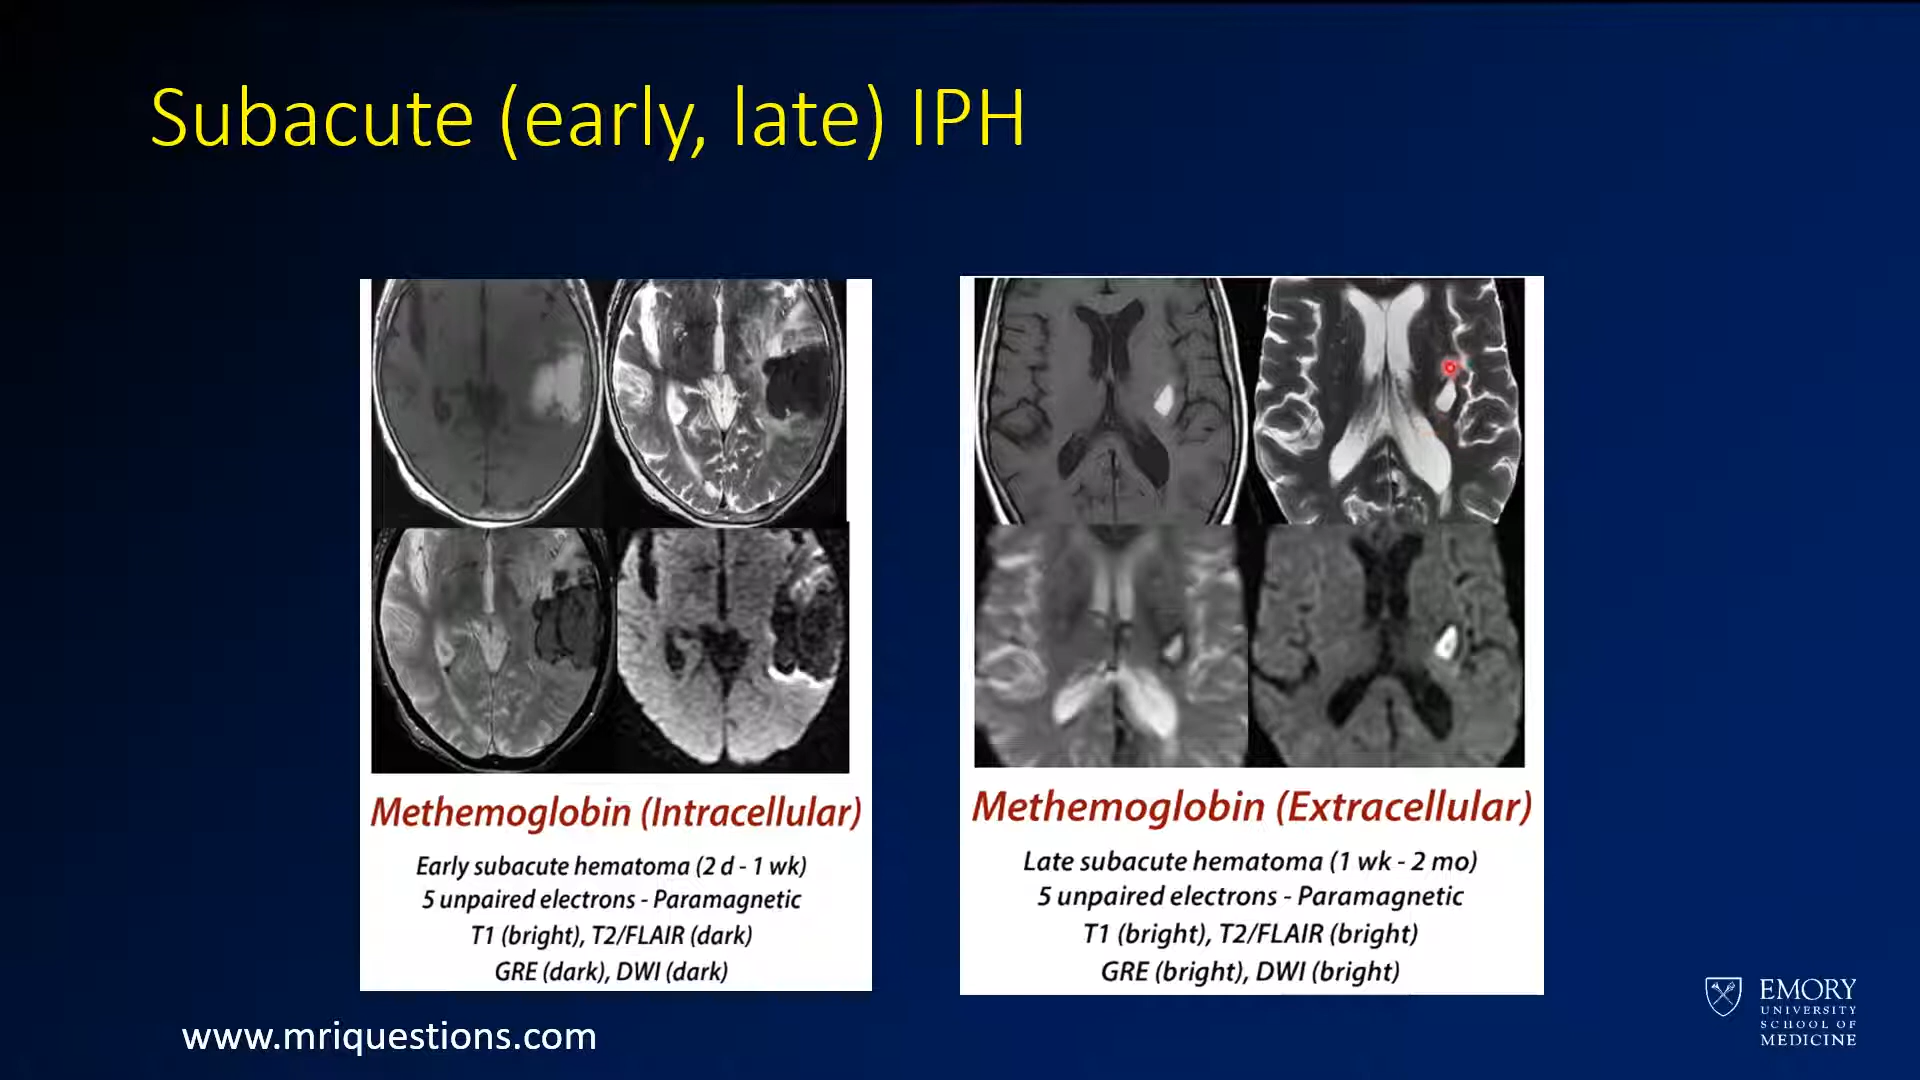 Subacute (early, late) IPH
Methemoglobin (Intracellular)
Early subacute hematoma (2 d - 1 wk)
5 unpaired electrons - Paramagnetic
T1 (bright), T2/FLAIR (dark)
GRE (dark), DWI (dark)
Methemoglobin (Extracellular)
Late subacute hematoma (1 wk - 2 mo)
5 unpaired electrons - Paramagnetic
T1 (bright), T2/FLAIR (bright)
GRE (bright), DWI (bright)
www.mriquestions.com
EMORY
UNIVERSITY
SCHOOL OF
MEDICINE